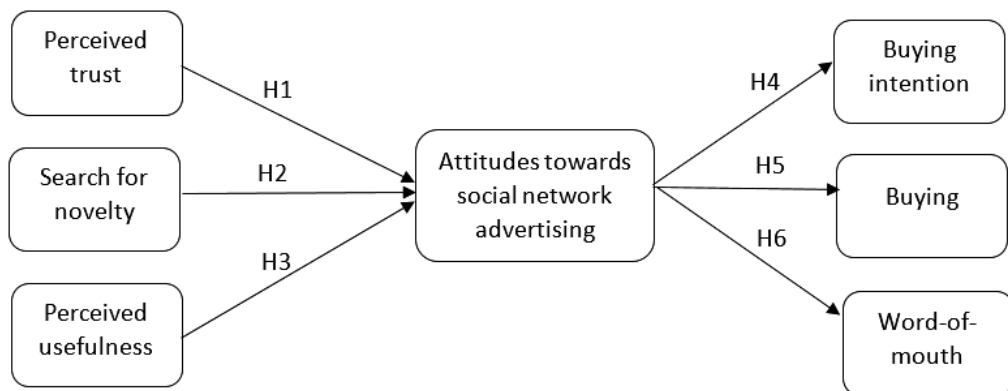 Perceived
trust
H1
Search for
novelty
H2
Perceived
usefulness
H3
Attitudes towards
social network
advertising
H4
Buying
intention
H5
Buying
H6
Word-of-
mouth